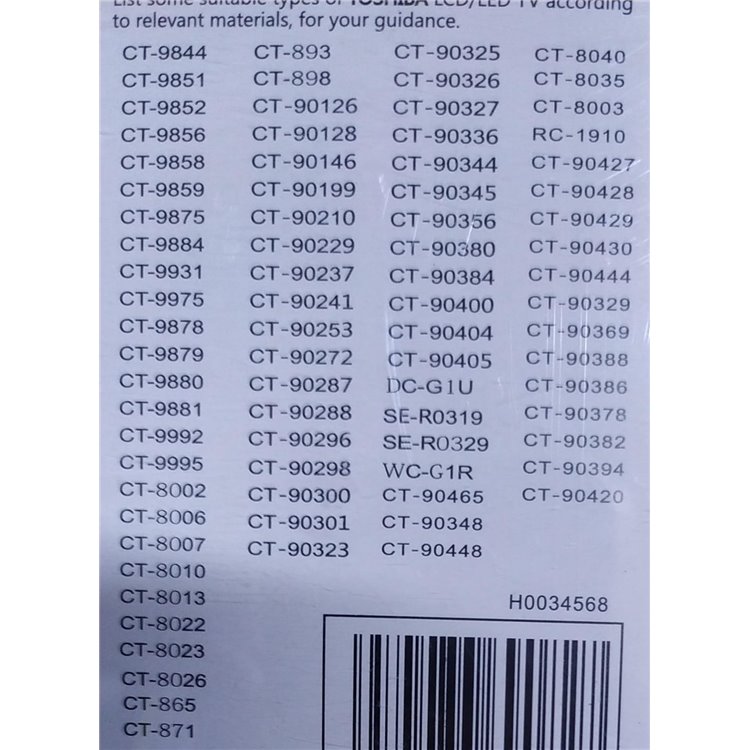 List some suitable types of TOSHIBA LCD/LED TV according
to relevant materials, for your guidance.
CT-9844
CT-9851
CT-9852
CT-9856
CT-9858
CT-9859
CT-9875
CT-9884
CT-9931
CT-9975
CT-9878
CT-9879
CT-9880
CT-9881
CT-9992
CT-9995
CT-8002
CT-8006
CT-8007
CT-8010
CT-8013
CT-8022
CT-8023
CT-8026
CT-865
CT-871
CT-893
CT-898
CT-90126
CT-90128
CT-90146
CT-90199
CT-90210
CT-90229
CT-90237
CT-90241
CT-90253
CT-90272
CT-90287
CT-90288
CT-90296
CT-90298
CT-90300
CT-90301
CT-90323
CT-90325
CT-90326
CT-90327
CT-90336
CT-90344
CT-90345
CT-90356
CT-90380
CT-90384
CT-90400
CT-90404
CT-90405
DC-G1U
SE-R0319
SE-R0329
WC-G1R
CT-90465
CT-90348
CT-90448
CT-8040
CT-8035
CT-8003
RC-1910
CT-90427
CT-90428
CT-90429
CT-90430
CT-90444
CT-90329
CT-90369
CT-90388
CT-90386
CT-90378
CT-90382
CT-90394
CT-90420
H0034568